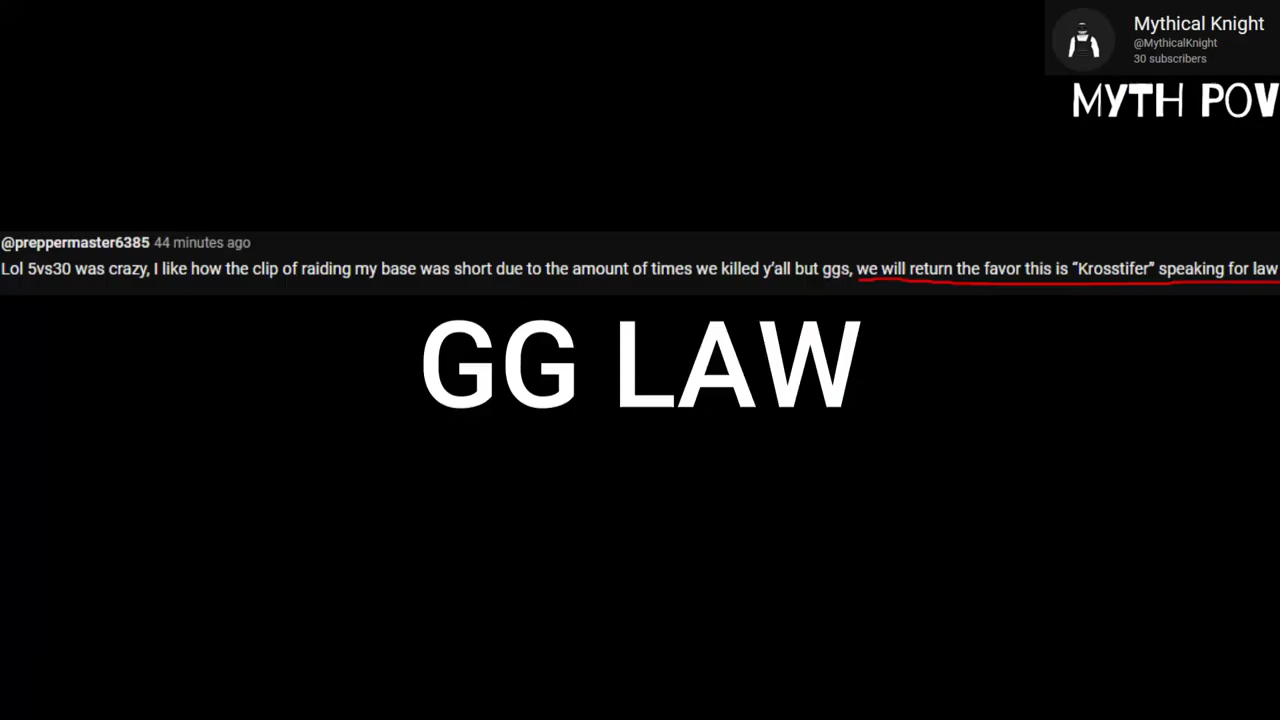 Mythical Knight
@MythicalKnight
30 subscribers
MYTH POV
@preppermaster6385 44 minutes ago
Lol 5vs30 was crazy, I like how the clip of raiding my base was short due to the amount of times we killed y'all but ggs, we will return the favor this is “Krosstifer” speaking for law
GG LAW